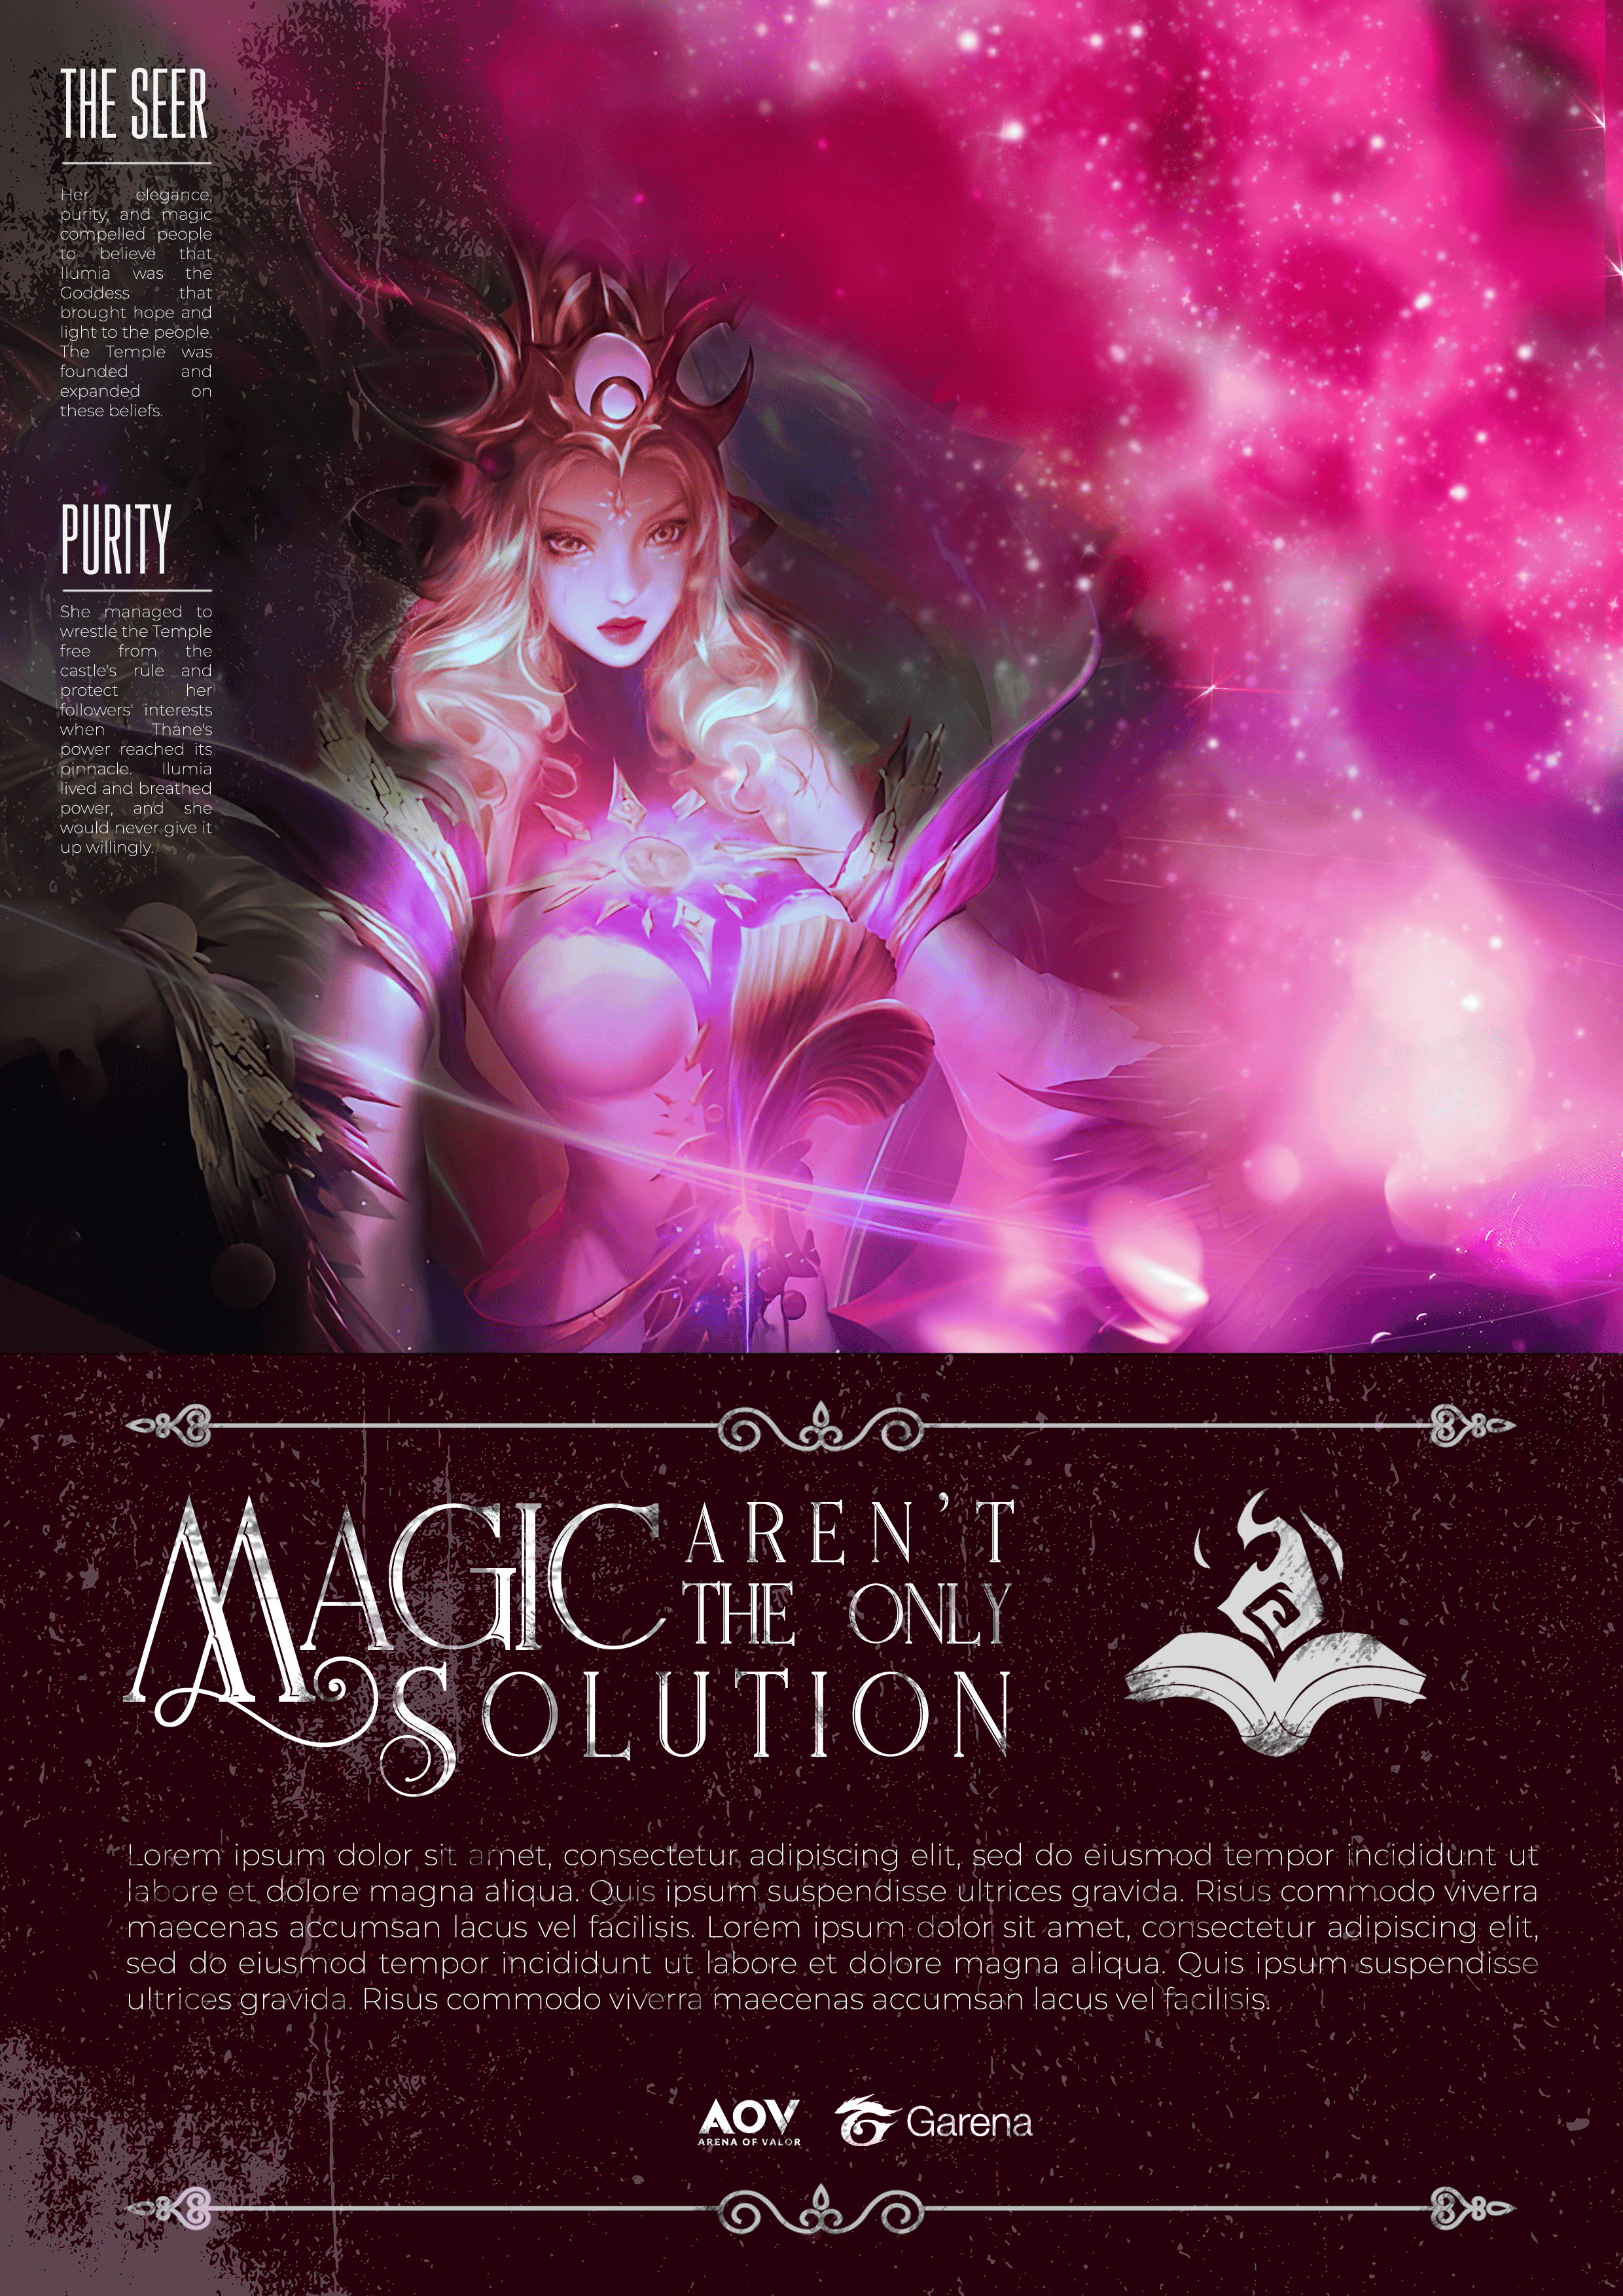 THE SEER
Her elegance,
purity, and magic
compelled people
to believe that
Ilumia was the
Goddess that
brought hope and
light to the people.
The Temple was
founded and
expanded on
these beliefs.
PURITY
She managed to
wrestle the Temple
free from the
castle's rule and
protect her
followers' interests
when Thane's
power reached its
pinnacle. Ilumia
lived and breathed
power, and she
would never give it
up willingly.
MAGIC AREN'T
THE ONLY
SOLUTION
Lorem ipsum dolor sit amet, consectetur adipiscing elit, sed do eiusmod tempor incididunt ut
labore et dolore magna aliqua. Quis ipsum suspendisse ultrices gravida. Risus commodo viverra
maecenas accumsan lacus vel facilisis. Lorem ipsum dolor sit amet, consectetur adipiscing elit,
sed do eiusmod tempor incididunt ut labore et dolore magna aliqua. Quis ipsum suspendisse
ultrices gravida. Risus commodo viverra maecenas accumsan lacus vel facilisis.
AOV
ARENA OF VALOR
Garena